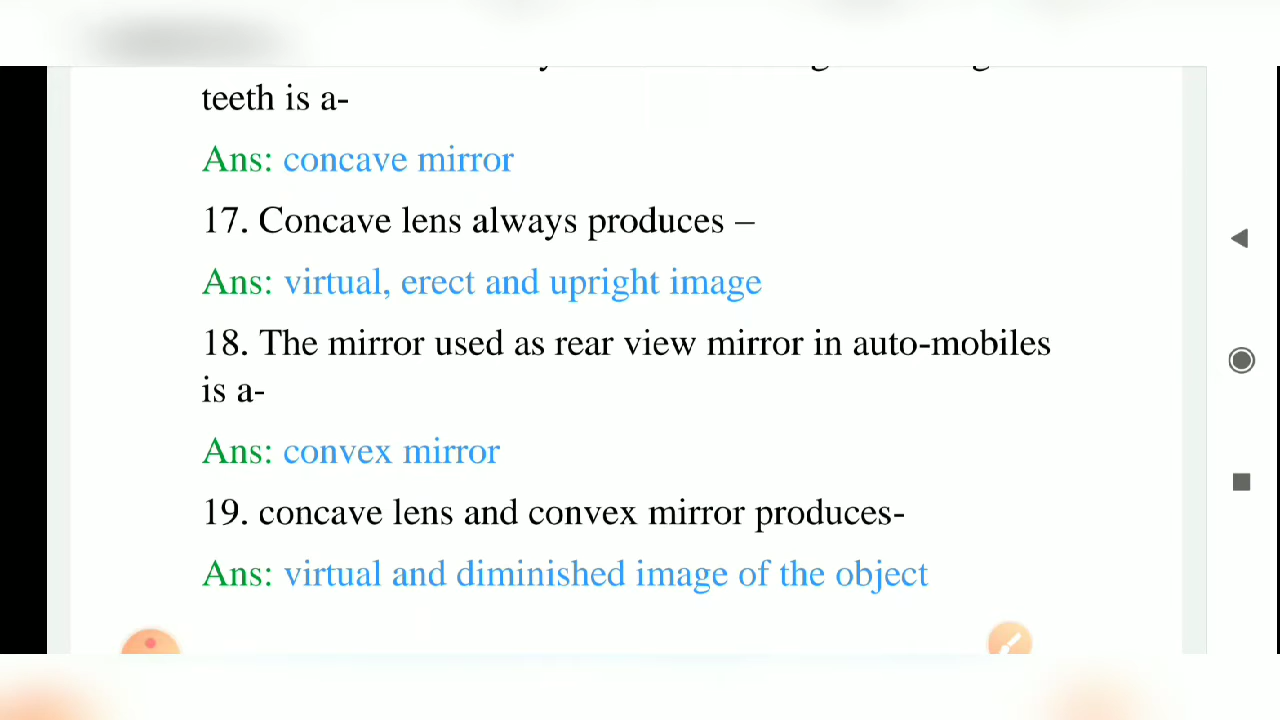 teeth is a-
Ans: concave mirror
17. Concave lens always produces –
Ans: virtual, erect and upright image
18. The mirror used as rear view mirror in auto-mobiles
is a-
Ans: convex mirror
19. concave lens and convex mirror produces-
Ans: virtual and diminished image of the object